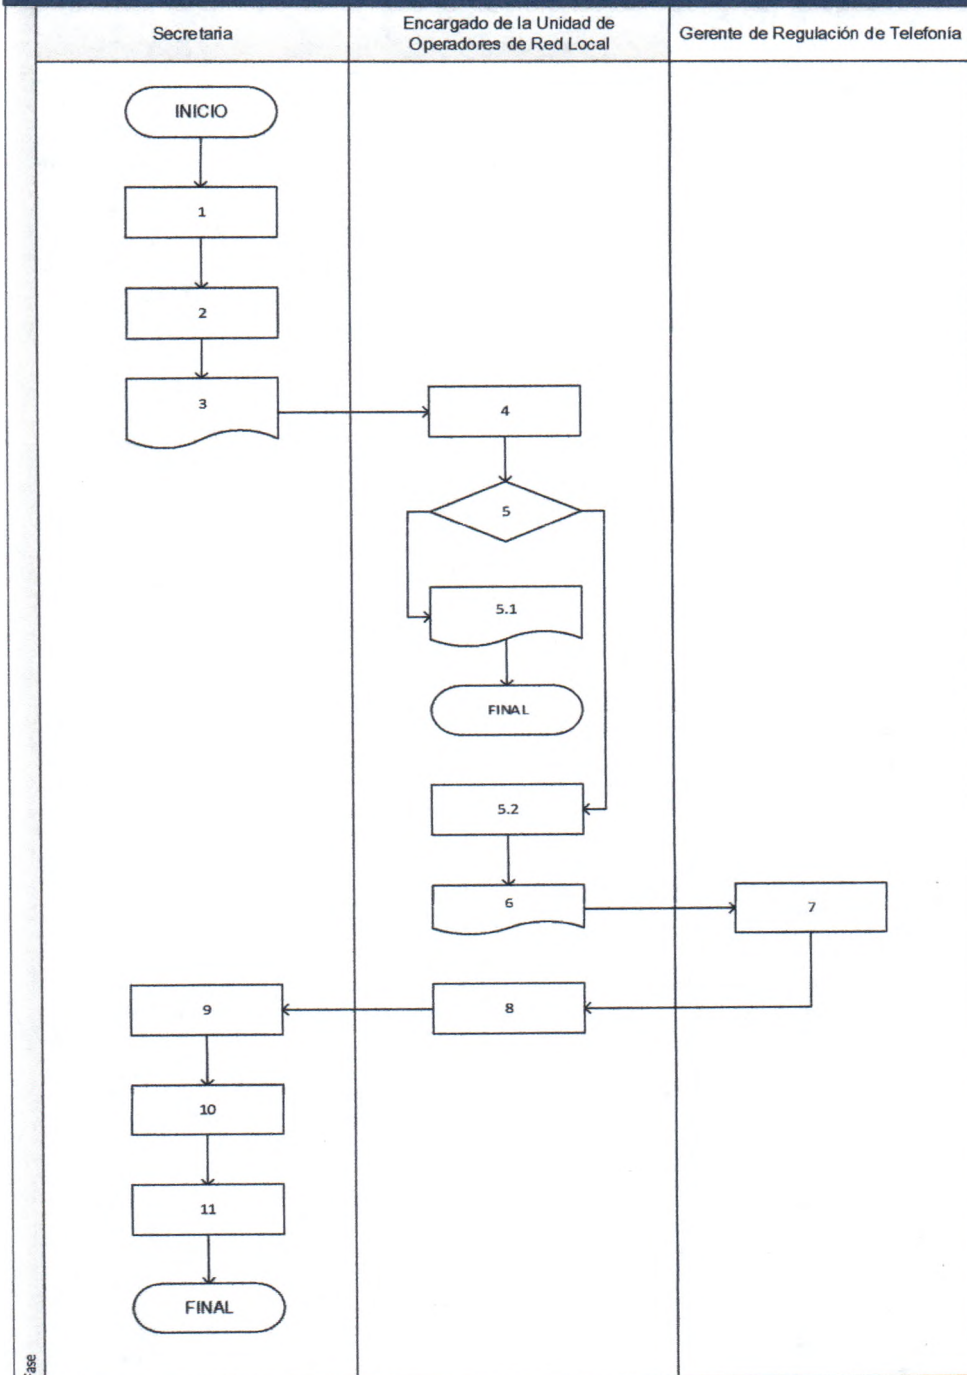 Secretaria
Encargado de la Unidad de
Operadores de Red Local
Gerente de Regulación de Telefonía
INICIO
1
2
3
4
5
5.1
FINAL
5.2
6
7
8
9
10
11
FINAL
Fase